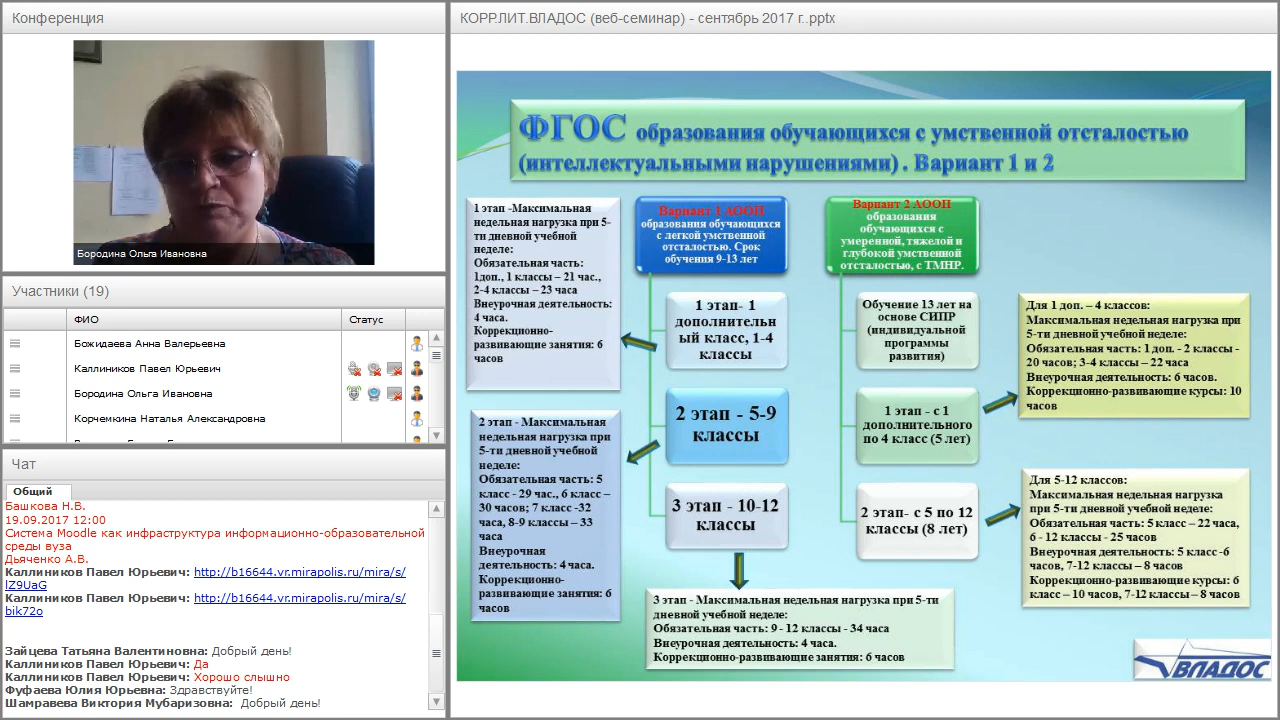 Конференция
Бородина Ольга Ивановна
Участники (19)
ФИО
Статус
Божидаева Анна Валерьевна
Каллиников Павел Юрьевич
Бородина Ольга Ивановна
Корчемкина Наталья Александровна
Чат
Общий
Башкова Н.В.
19.09.2017 12:00
Система Moodle как инфраструктура информационно-образовательной
среды вуза
Дьяченко А.В.
Каллиников Павел Юрьевич: http://b16644.vr.mirapolis.ru/mira/s/
lZ9UaG
Каллиников Павел Юрьевич: http://b16644.vr.mirapolis.ru/mira/s/
bik72o
Зайцева Татьяна Валентиновна: Добрый день!
Каллиников Павел Юрьевич: Да
Каллиников Павел Юрьевич: Хорошо слышно
Фуфаева Юлия Юрьевна: Здравствуйте!
Шамравева Виктория Мубаризовна: Добрый день!
КОРР.ЛИТ.ВЛАДОС (веб-семинар) - сентябрь 2017 г..pptx
ФГОС образования обучающихся с умственной отсталостью
(интеллектуальными нарушениями) . Вариант 1 и 2
1 этап -Максимальная
недельная нагрузка при 5-
ти дневной учебной
неделе:
Обязательная часть:
1доп., 1 классы – 21 час.,
2-4 классы – 23 часа
Внеурочная деятельность:
4 часа.
Коррекционно-
развивающие занятия: 6
часов
2 этап - Максимальная
недельная нагрузка при
5-ти дневной учебной
неделе:
Обязательная часть: 5
класс - 29 час., 6 класс –
30 часов; 7 класс -32
часа, 8-9 классы – 33
часа
Внеурочная
деятельность: 4 часа.
Коррекционно-
развивающие занятия: 6
часов
Вариант 1 АООП
образования обучающихся
с легкой умственной
отсталостью. Срок
обучения 9-13 лет
1 этап- 1
дополнительн
ый класс, 1-4
классы
2 этап - 5-9
классы
3 этап - 10-12
классы
3 этап - Максимальная недельная нагрузка при 5-ти
дневной учебной неделе:
Обязательная часть: 9 - 12 классы - 34 часа
Внеурочная деятельность: 4 часа.
Коррекционно-развивающие занятия: 6 часов
Вариант 2 АООП
образования
обучающихся с
умеренной, тяжелой и
глубокой умственной
отсталостью, с ТМНР.
Обучение 13 лет на
основе СИПР
(индивидуальной
программы
развития)
1 этап - с 1
дополнительного
по 4 класс (5 лет)
2 этап- с 5 по 12
класс (8 лет)
Для 1 доп. – 4 классов:
Максимальная недельная нагрузка при
5-ти дневной учебной неделе:
Обязательная часть: 1 доп. - 2 классы -
20 часов; 3-4 классы – 22 часа
Внеурочная деятельность: 6 часов.
Коррекционно-развивающие курсы: 10
часов
Для 5-12 классов:
Максимальная недельная нагрузка
при 5-ти дневной учебной неделе:
Обязательная часть: 5 класс – 22 часа,
6 - 12 классы - 25 часов
Внеурочная деятельность: 5 класс -6
часов, 7-12 классы – 8 часов
Коррекционно-развивающие курсы: 6
класс – 10 часов, 7-12 классы – 8 часов
ВЛАДОС